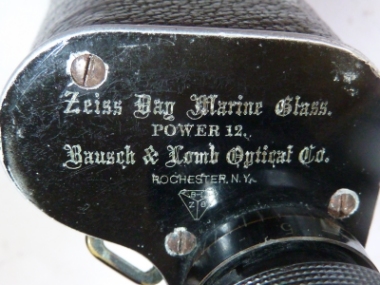 Zeiss Day Marine Glass.
POWER 12.
Bausch & Lomb Optical Co.
ROCHESTER, N.Y.